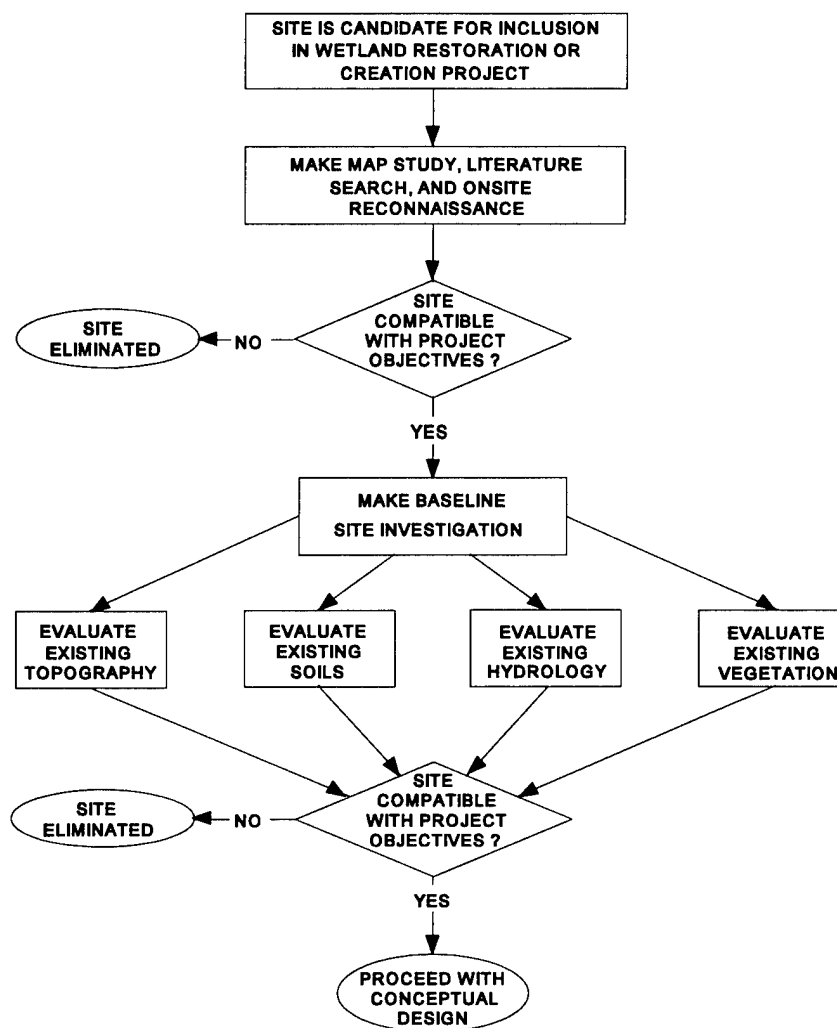 SITE IS CANDIDATE FOR INCLUSION
IN WETLAND RESTORATION OR
CREATION PROJECT
MAKE MAP STUDY, LITERATURE
SEARCH, AND ONSITE
RECONNAISSANCE
SITE
COMPATIBLE
WITH PROJECT
OBJECTIVES ?
NO
SITE
ELIMINATED
YES
MAKE BASELINE
SITE INVESTIGATION
EVALUATE
EXISTING
TOPOGRAPHY
EVALUATE
EXISTING
SOILS
EVALUATE
EXISTING
HYDROLOGY
EVALUATE
EXISTING
VEGETATION
SITE
COMPATIBLE
WITH PROJECT
OBJECTIVES ?
NO
SITE
ELIMINATED
YES
PROCEED WITH
CONCEPTUAL
DESIGN